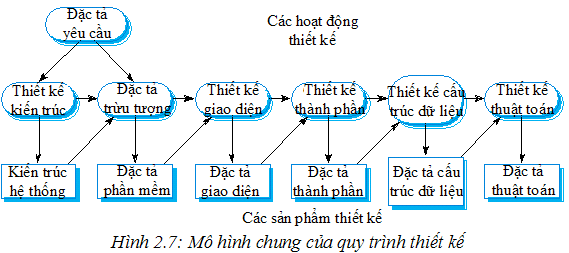 Đặc tả
yêu cầu
Các hoạt động
thiết kế
Thiết kế
kiến trúc
Đặc tả
trừu tượng
Thiết kế
giao diện
Thiết kế
thành phần
Thiết kế cấu
trúc dữ liệu
Thiết kế
thuật toán
Kiến trúc
hệ thống
Đặc tả
phần mềm
Đặc tả
giao diện
Đặc tả
thành phần
Đặc tả cấu
trúc dữ liệu
Đặc tả
thuật toán
Các sản phẩm thiết kế
Hình 2.7: Mô hình chung của quy trình thiết kế